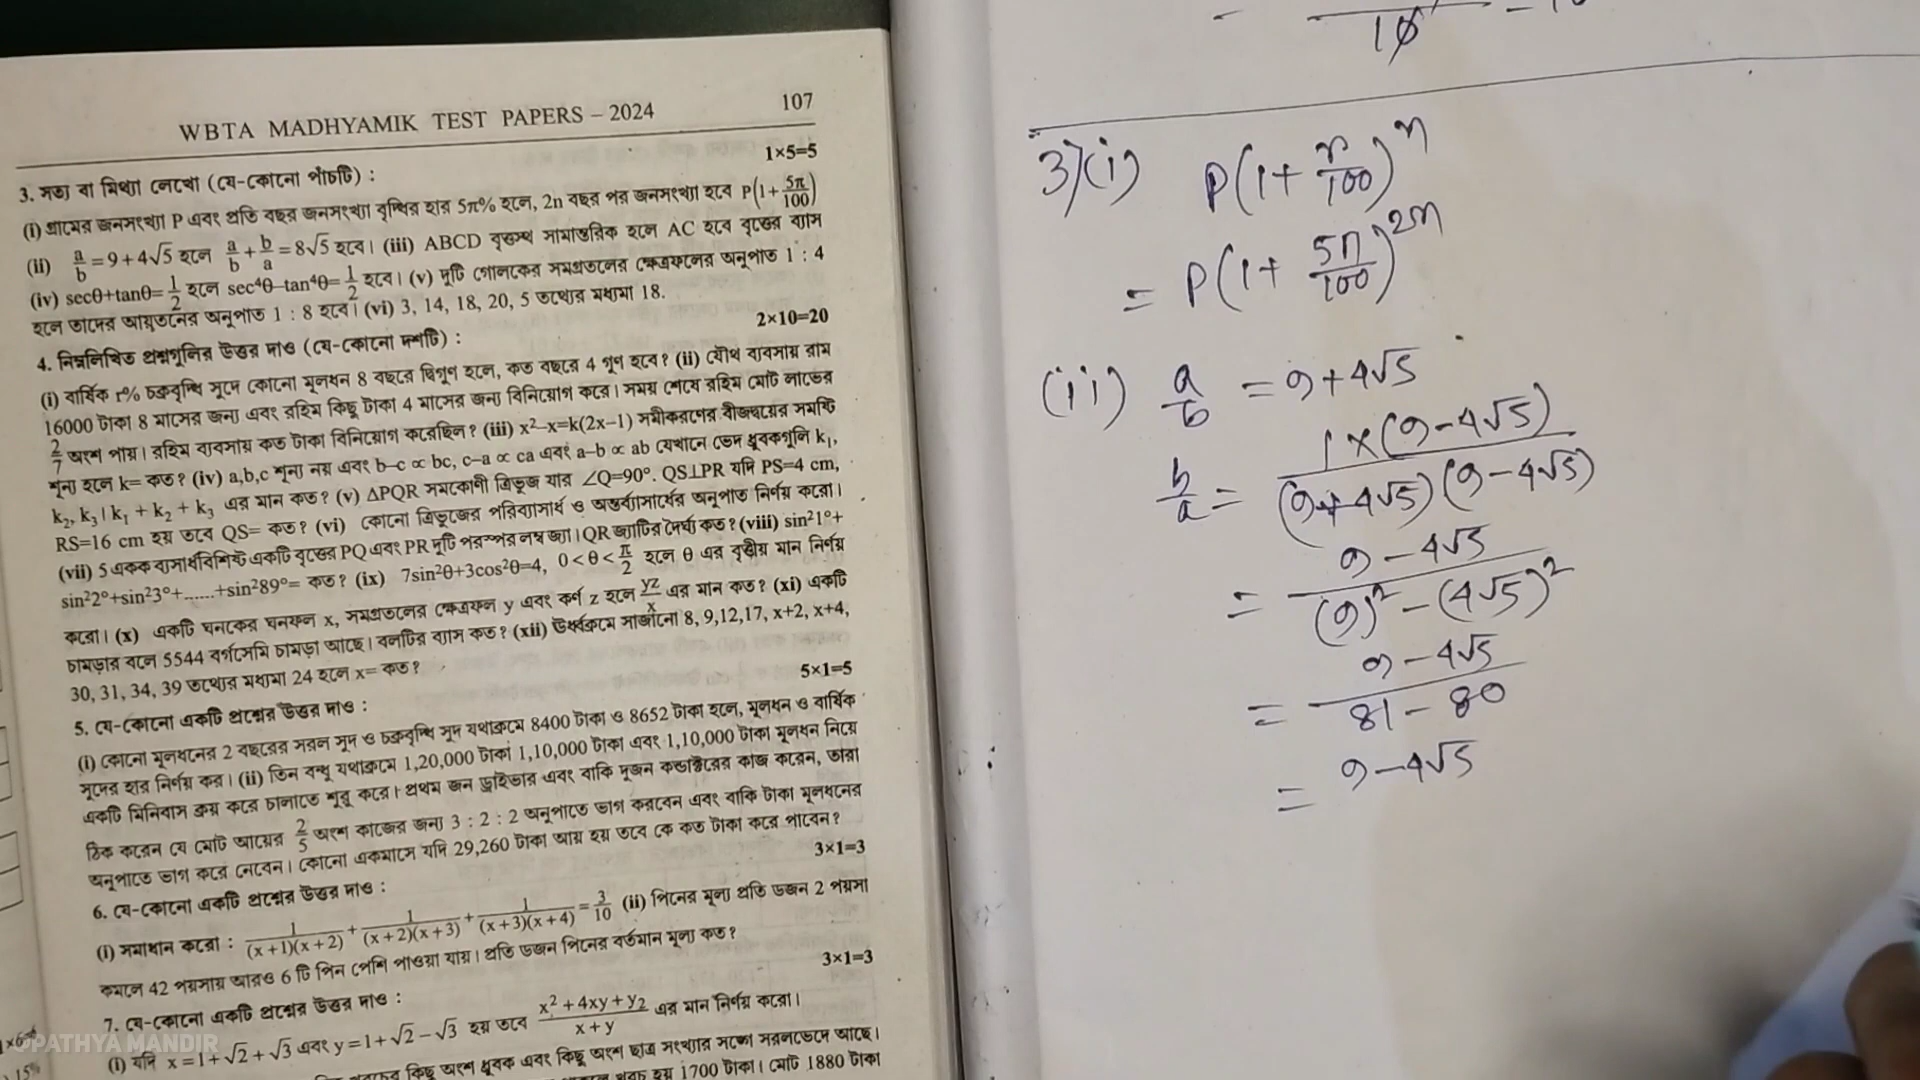 WBTA MADHYAMIK TEST PAPERS – 2024
107
1×5=5
3. সত্য বা মিথ্যা লেখো (যে-কোনো পাঁচটি) :
(i) গ্রামের জনসংখ্যা P এবং প্রতি বছর জনসংখ্যা বৃদ্ধির হার 5π% হলে, 2n বছর পর জনসংখ্যা হবে P(1+5π/100)
(ii) a/b=9+4√5 হলে a/b+b/a=8√5 হবে। (iii) ABCD বৃত্তস্থ সামান্তরিক হলে AC হবে বৃত্তের ব্যাস
(iv) secθ+tanθ=1/2 হলে sec⁴θ–tan⁴θ=1/2 হবে। (v) দুটি গোলকের সমগ্রতলের ক্ষেত্রফলের অনুপাত 1 : 4
হলে তাদের আয়তনের অনুপাত 1 : 8 হবে। (vi) 3, 14, 18, 20, 5 তথ্যের মধ্যমা 18.
2×10=20
4. নিম্নলিখিত প্রশ্নগুলির উত্তর দাও (যে-কোনো দশটি) :
(i) বার্ষিক r% চক্রবৃদ্ধি সুদে কোনো মূলধন 8 বছরে দ্বিগুণ হলে, কত বছরে 4 গুণ হবে? (ii) যৌথ ব্যবসায় রাম
16000 টাকা 8 মাসের জন্য এবং রহিম কিছু টাকা 4 মাসের জন্য বিনিয়োগ করে। সময় শেষে রহিম মোট লাভের
2/7 অংশ পায়। রহিম ব্যবসায় কত টাকা বিনিয়োগ করেছিল? (iii) x²–x=k(2x–1) সমীকরণের বীজদ্বয়ের সমষ্টি
শূন্য হলে k= কত? (iv) a,b,c শূন্য নয় এবং b–c ∝ bc, c–a ∝ ca এবং a–b ∝ ab যেখানে ভেদ ধ্রুবকগুলি k₁,
k₂, k₃। k₁ + k₂ + k₃ এর মান কত? (v) ΔPQR সমকোণী ত্রিভুজ যার ∠Q=90°. QS⊥PR যদি PS=4 cm,
RS=16 cm হয় তবে QS= কত? (vi) কোনো ত্রিভুজের পরিব্যাসার্ধ ও অন্তর্ব্যাসার্ধের অনুপাত নির্ণয় করো।
(vii) 5 একক ব্যাসার্ধবিশিষ্ট একটি বৃত্তের PQ এবং PR দুটি পরস্পর লম্ব জ্যা। QR জ্যাটির দৈর্ঘ্য কত? (viii) sin²1°+
sin²2°+sin²3°+......+sin²89°= কত? (ix) 7sin²θ+3cos²θ=4, 0<θ<π/2 হলে θ এর বৃত্তীয় মান নির্ণয়
করো। (x) একটি ঘনকের ঘনফল x, সমগ্রতলের ক্ষেত্রফল y এবং কর্ণ z হলে yz/x এর মান কত? (xi) একটি
চামড়ার বলে 5544 বর্গসেমি চামড়া আছে। বলটির ব্যাস কত? (xii) ঊর্ধ্বক্রমে সাজানো 8, 9,12,17, x+2, x+4,
30, 31, 34, 39 তথ্যের মধ্যমা 24 হলে x= কত?
5×1=5
5. যে-কোনো একটি প্রশ্নের উত্তর দাও :
(i) কোনো মূলধনের 2 বছরের সরল সুদ ও চক্রবৃদ্ধি সুদ যথাক্রমে 8400 টাকা ও 8652 টাকা হলে, মূলধন ও বার্ষিক
সুদের হার নির্ণয় কর। (ii) তিন বন্ধু যথাক্রমে 1,20,000 টাকা 1,10,000 টাকা এবং 1,10,000 টাকা মূলধন নিয়ে
একটি মিনিবাস ক্রয় করে চালাতে শুরু করে। প্রথম জন ড্রাইভার এবং বাকি দুজন কন্ডাক্টরের কাজ করেন, তারা
ঠিক করেন যে মোট আয়ের 2/5 অংশ কাজের জন্য 3 : 2 : 2 অনুপাতে ভাগ করবেন এবং বাকি টাকা মূলধনের
অনুপাতে ভাগ করে নেবেন। কোনো একমাসে যদি 29,260 টাকা আয় হয় তবে কে কত টাকা করে পাবেন?
3×1=3
6. যে-কোনো একটি প্রশ্নের উত্তর দাও :
(i) সমাধান করো : 1/(x+1)(x+2) + 1/(x+2)(x+3) + 1/(x+3)(x+4) = 3/10 (ii) পিনের মূল্য প্রতি ডজন 2 পয়সা
কমলে 42 পয়সায় আরও 6 টি পিন বেশি পাওয়া যায়। প্রতি ডজন পিনের বর্তমান মূল্য কত?
3×1=3
7. যে-কোনো একটি প্রশ্নের উত্তর দাও :
(i) যদি x=1+√2+√3 এবং y=1+√2–√3 হয় তবে x²+4xy+y2/x+y এর মান নির্ণয় করো।
কিছু অংশ ধ্রুবক এবং কিছু অংশ ছাত্র সংখ্যার সঙ্গে সরলভেদে আছে।
1700 টাকা। মোট 1880 টাকা
PATHYA MANDIR
3)(i) P(1+r/100)ⁿ
= P(1+5π/100)²ⁿ
(ii) a/b = 9+4√5
b/a = 1×(9-4√5)/(9+4√5)(9-4√5)
= 9-4√5/(9)²-(4√5)²
= 9-4√5/81-80
= 9-4√5